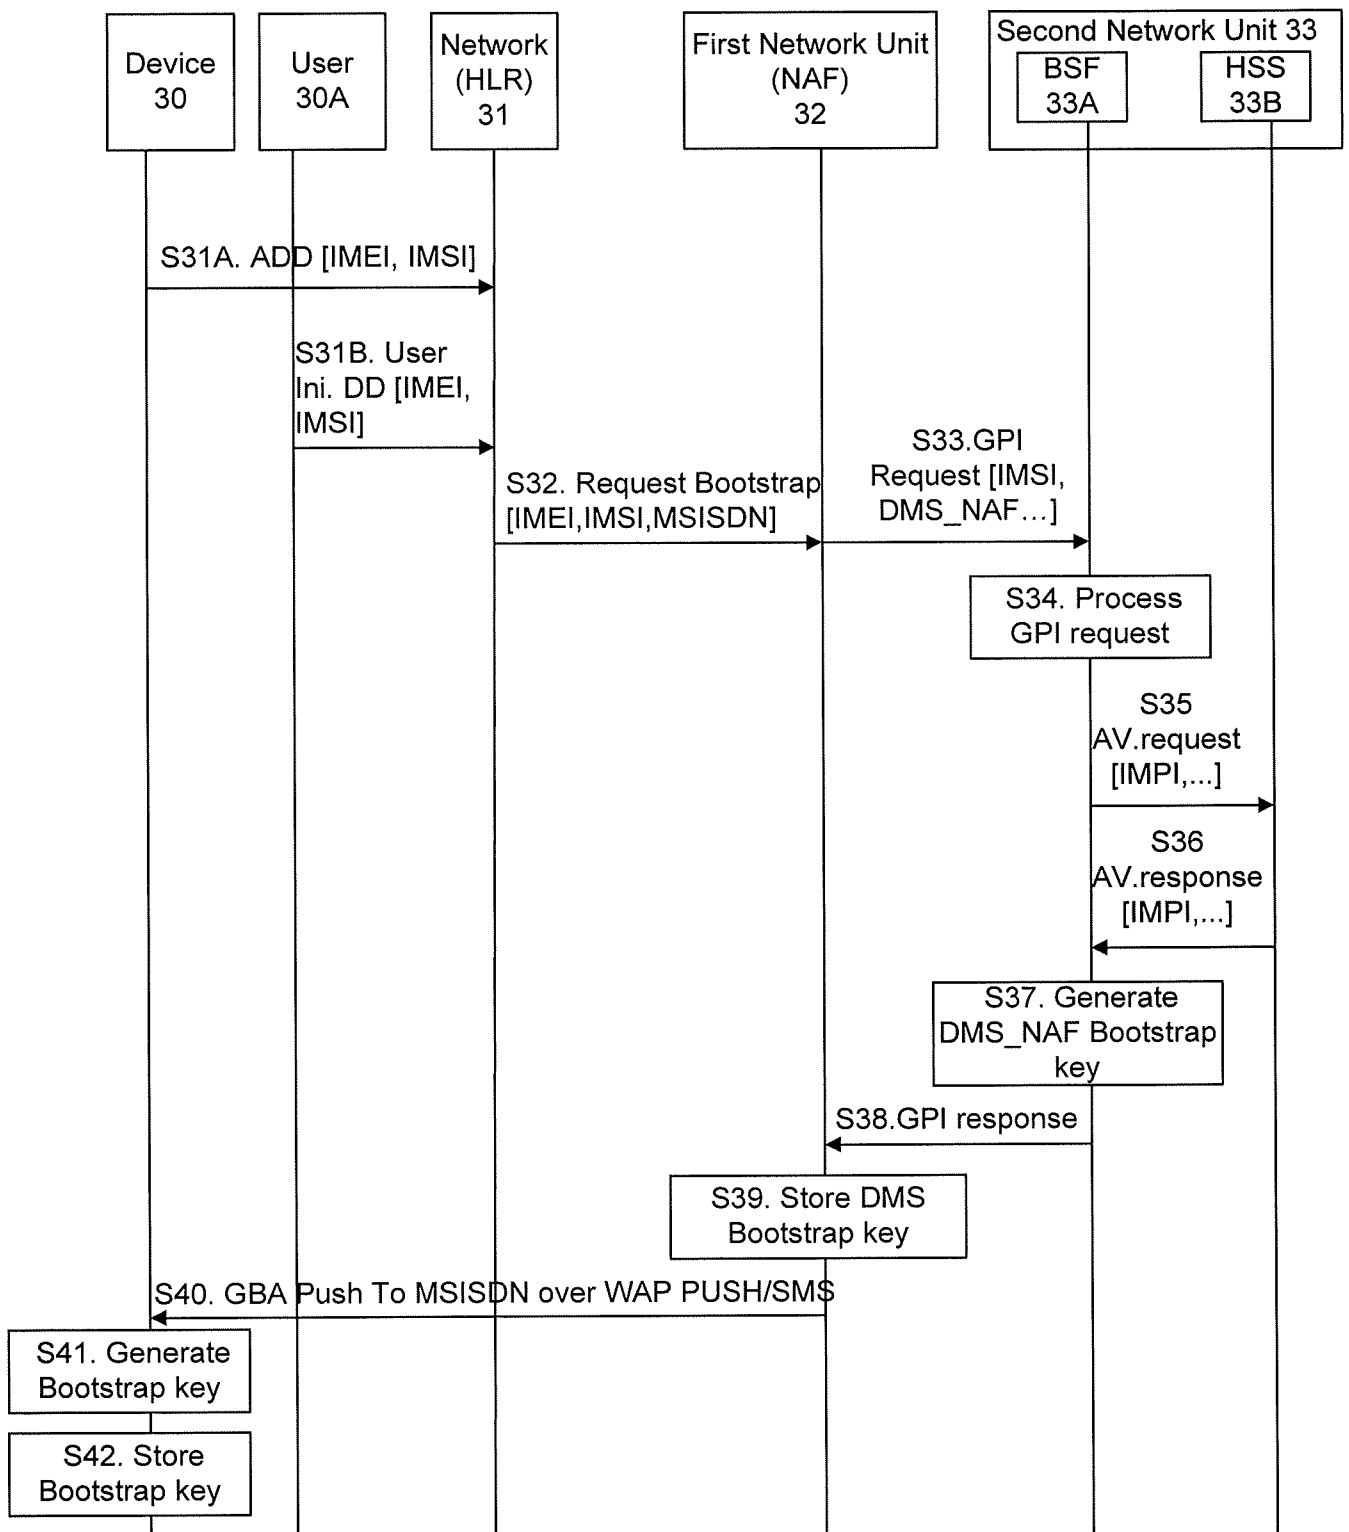 Device
30
User
30A
Network
(HLR)
31
First Network Unit
(NAF)
32
Second Network Unit 33
BSF
33A
HSS
33B
S31A. ADD [IMEI, IMSI]
S31B. User
Ini. DD [IMEI,
IMSI]
S32. Request Bootstrap
[IMEI,IMSI,MSISDN]
S33.GPI
Request [IMSI,
DMS_NAF...]
S34. Process
GPI request
S35
AV.request
[IMPI,...]
S36
AV.response
[IMPI,...]
S37. Generate
DMS_NAF Bootstrap
key
S38.GPI response
S39. Store DMS
Bootstrap key
S40. GBA Push To MSISDN over WAP PUSH/SMS
S41. Generate
Bootstrap key
S42. Store
Bootstrap key